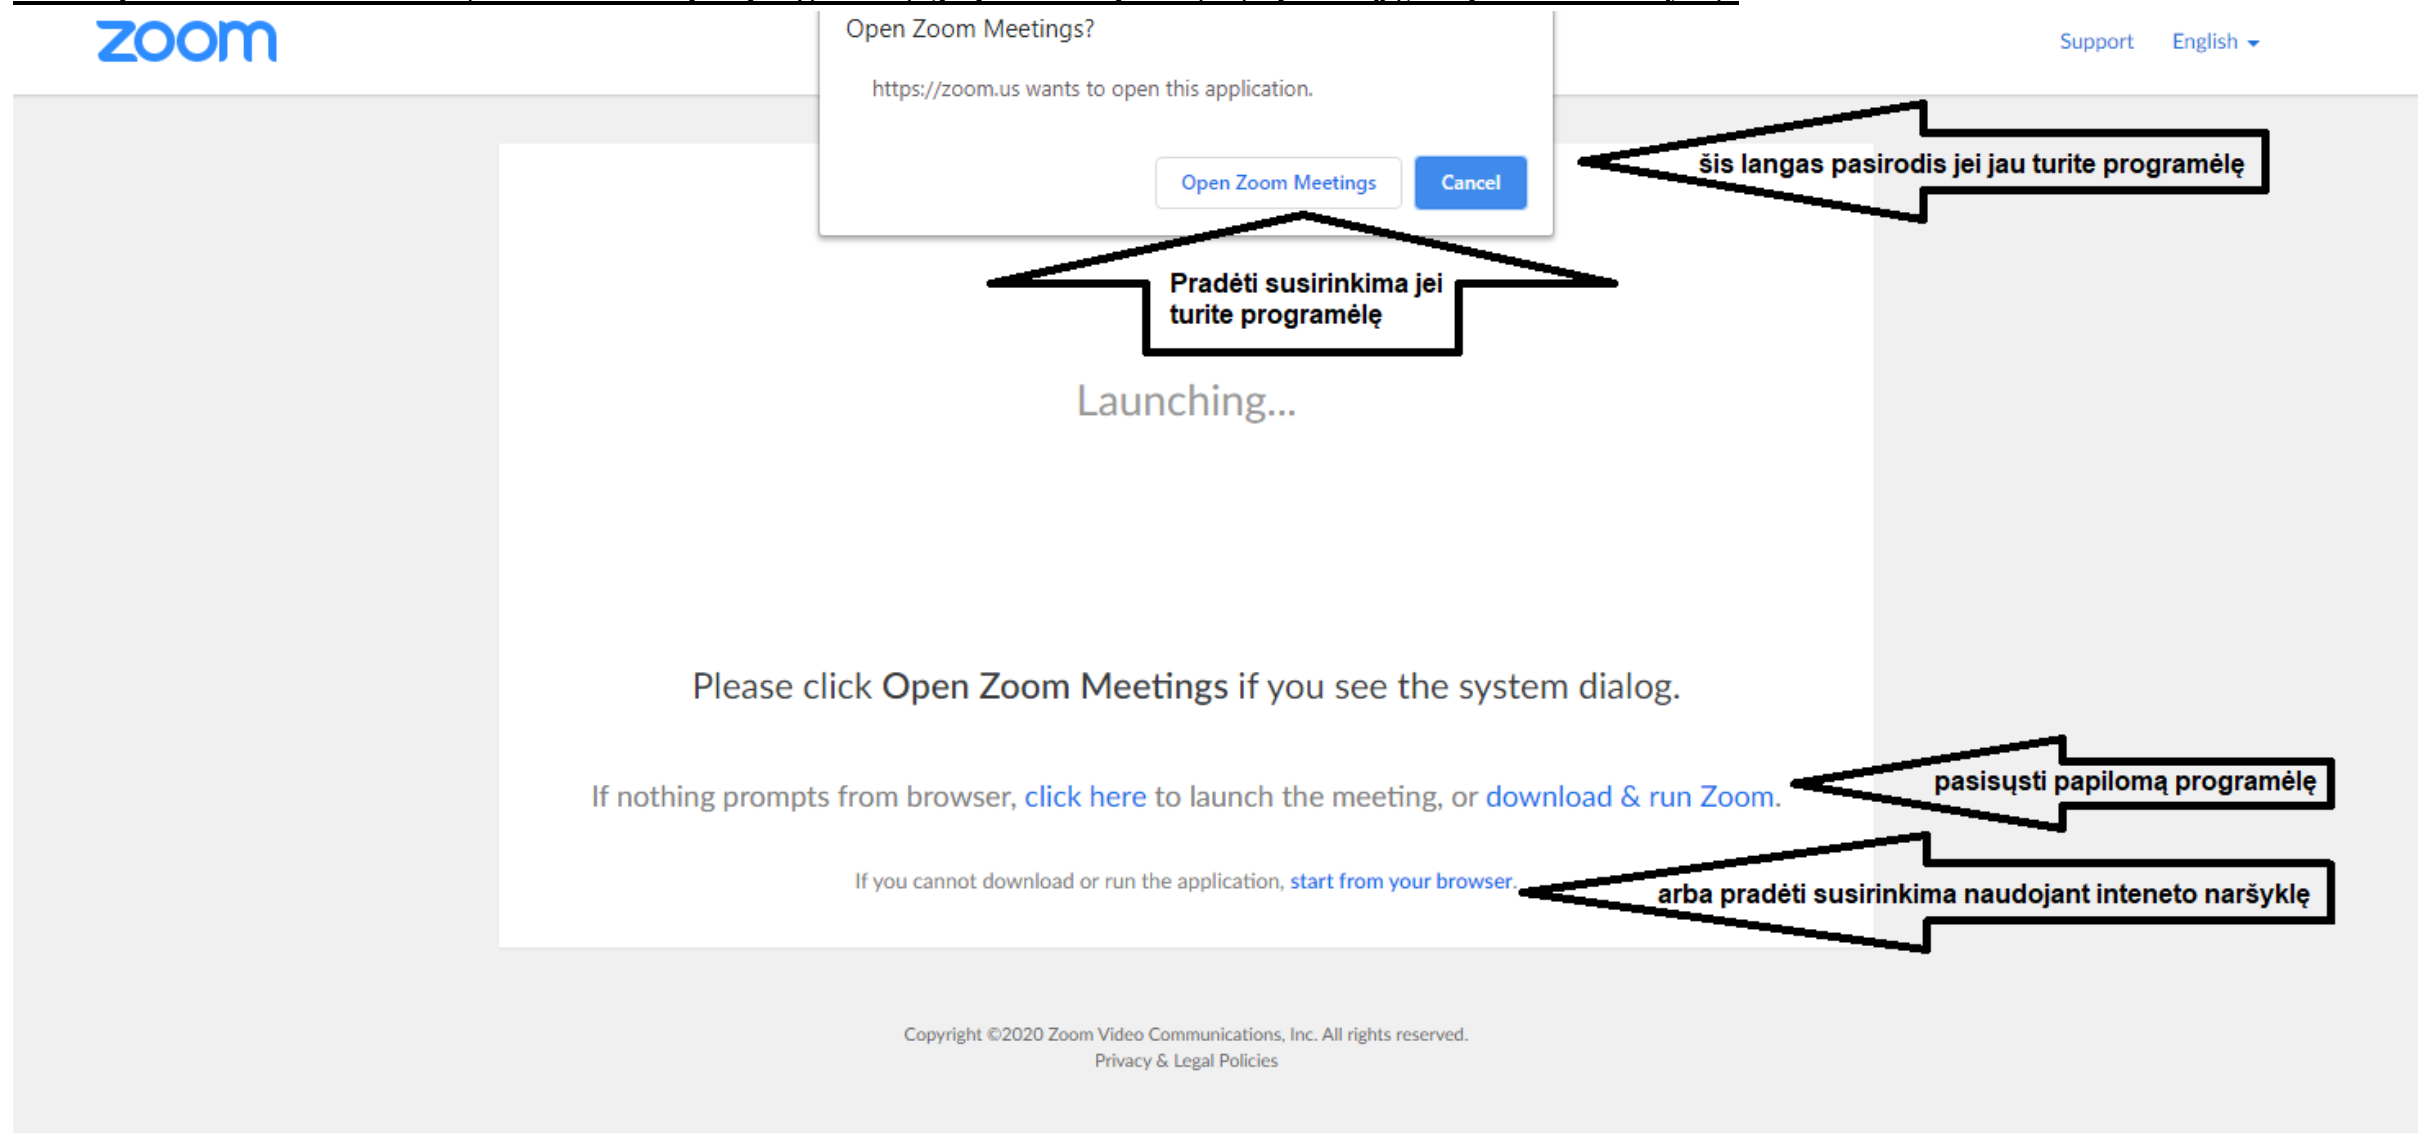 zoom
Open Zoom Meetings?
Support English
https://zoom.us wants to open this application.
Open Zoom Meetings Cancel
šis langas pasirodis jei jau turite programėlę
Pradėti susirinkima jei
turite programėlę
Launching...
Please click Open Zoom Meetings if you see the system dialog.
If nothing prompts from browser, click here to launch the meeting, or download & run Zoom.
pasisųsti papilomą programėlę
If you cannot download or run the application, start from your browser.
arba pradėti susirinkima naudojant inteneto naršyklę
Copyright ©2020 Zoom Video Communications, Inc. All rights reserved.
Privacy & Legal Policies